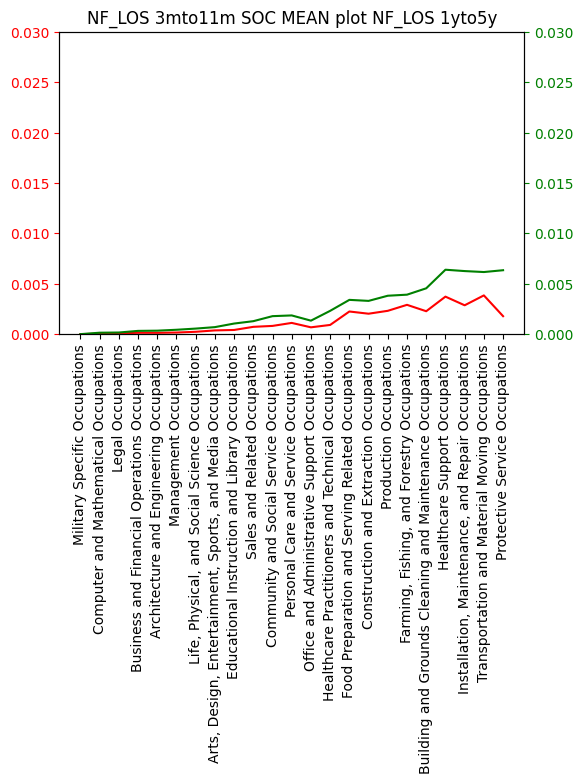 NF_LOS 3mto11m SOC MEAN plot NF_LOS 1yto5y
0.030
0.025
0.020
0.015
0.010
0.005
0.000
0.030
0.025
0.020
0.015
0.010
0.005
0.000
Military Specific Occupations
Computer and Mathematical Occupations
Legal Occupations
Business and Financial Operations Occupations
Architecture and Engineering Occupations
Management Occupations
Life, Physical, and Social Science Occupations
Arts, Design, Entertainment, Sports, and Media Occupations
Educational Instruction and Library Occupations
Sales and Related Occupations
Community and Social Service Occupations
Personal Care and Service Occupations
Office and Administrative Support Occupations
Healthcare Practitioners and Technical Occupations
Food Preparation and Serving Related Occupations
Construction and Extraction Occupations
Production Occupations
Farming, Fishing, and Forestry Occupations
Building and Grounds Cleaning and Maintenance Occupations
Healthcare Support Occupations
Installation, Maintenance, and Repair Occupations
Transportation and Material Moving Occupations
Protective Service Occupations